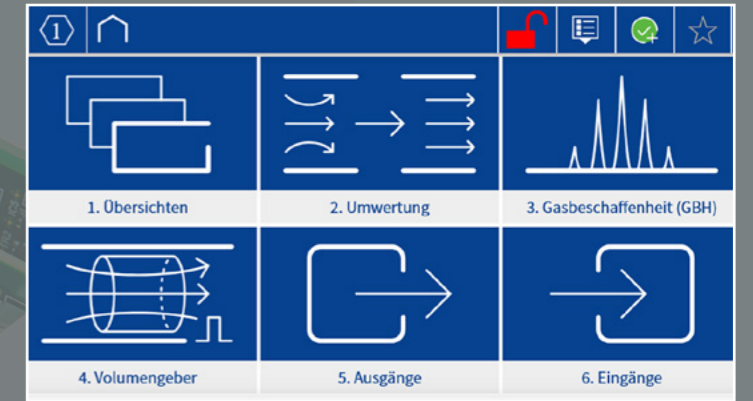 1
1. Übersichten
2. Umwertung
3. Gasbeschaffenheit (GBH)
4. Volumengeber
5. Ausgänge
6. Eingänge